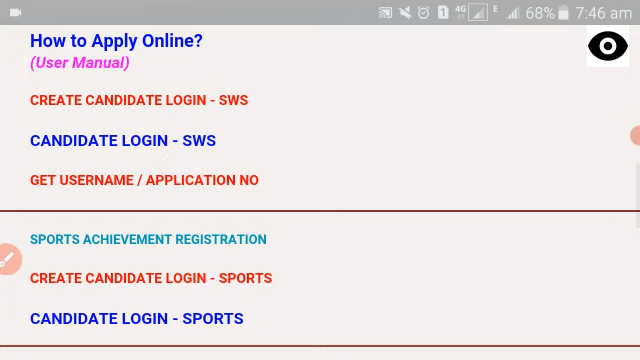 4G E 68% 7:46 am
How to Apply Online?
(User Manual)
CREATE CANDIDATE LOGIN - SWS
CANDIDATE LOGIN - SWS
GET USERNAME / APPLICATION NO
SPORTS ACHIEVEMENT REGISTRATION
CREATE CANDIDATE LOGIN - SPORTS
CANDIDATE LOGIN - SPORTS